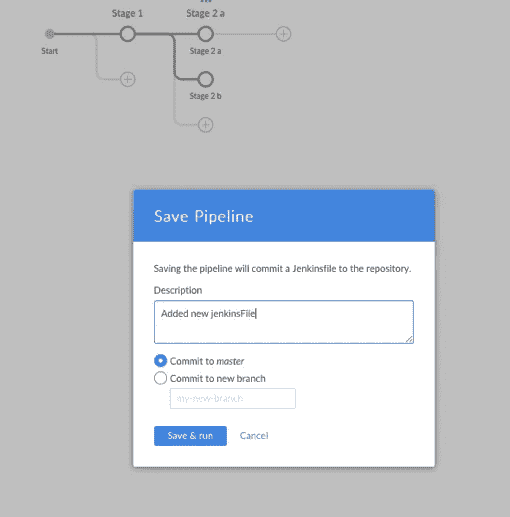 Stage 1
Stage 2 a
Start
Stage 2 a
Stage 2 b
Save Pipeline
Saving the pipeline will commit a Jenkinsfile to the repository.
Description
Added new jenkinsFile
Commit to master
Commit to new branch
my-new-branch
Save & run
Cancel